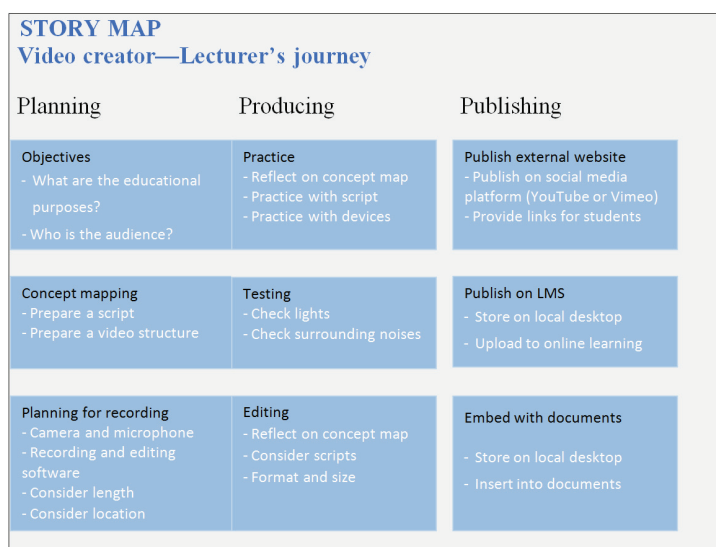 STORY MAP
Video creator—Lecturer's journey
Planning
Producing
Publishing
Objectives
- What are the educational
purposes?
- Who is the audience?
Practice
- Reflect on concept map
- Practice with script
- Practice with devices
Publish external website
- Publish on social media
platform (YouTube or Vimeo)
- Provide links for students
Concept mapping
- Prepare a script
- Prepare a video structure
Testing
- Check lights
- Check surrounding noises
Publish on LMS
- Store on local desktop
- Upload to online learning
Planning for recording
- Camera and microphone
- Recording and editing
software
- Consider length
- Consider location
Editing
- Reflect on concept map
- Consider scripts
- Format and size
Embed with documents
- Store on local desktop
- Insert into documents